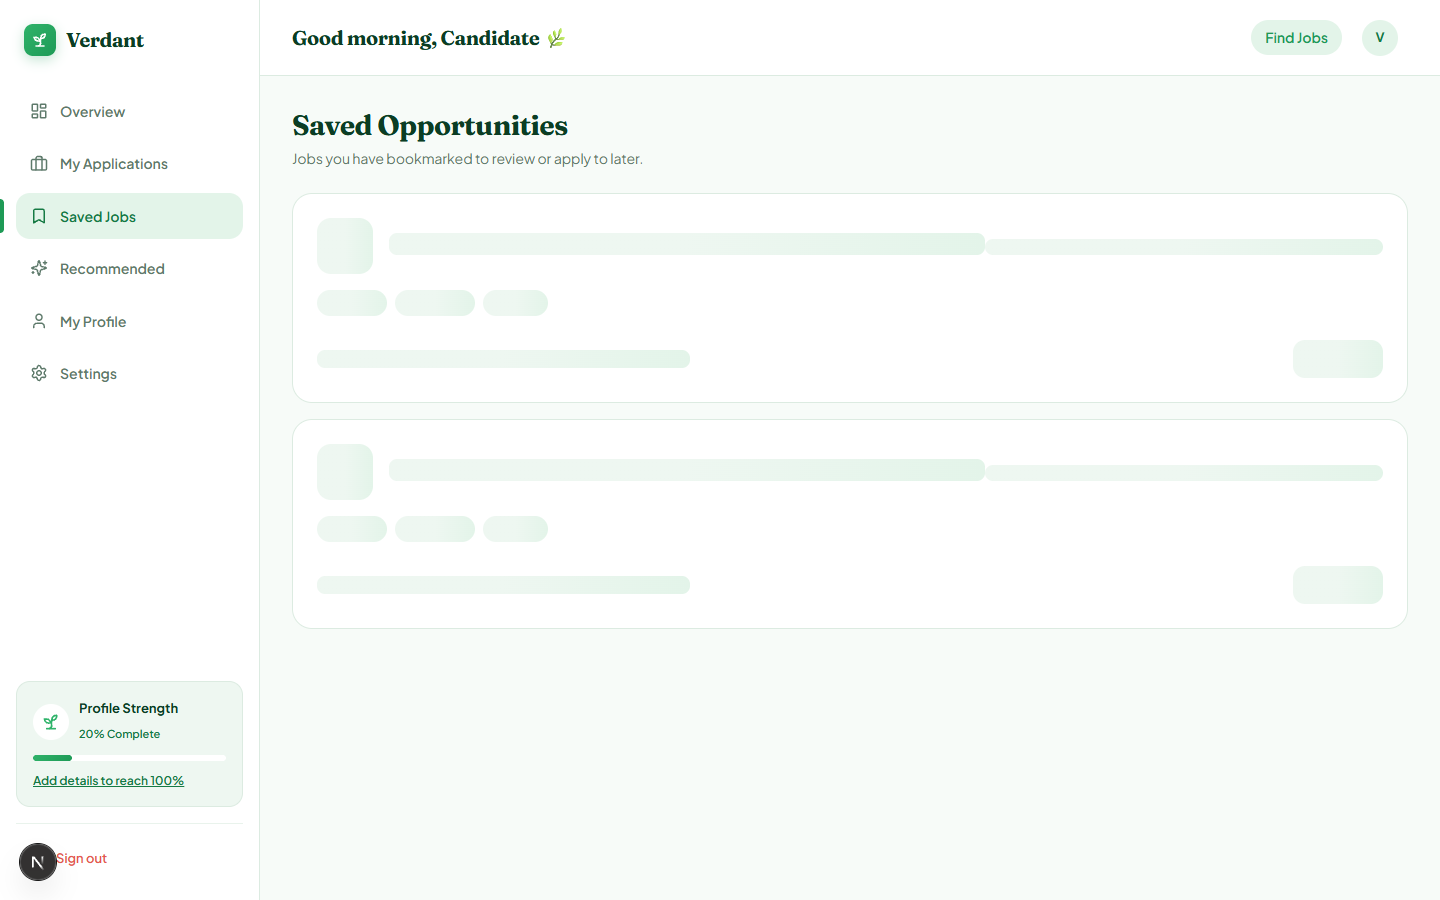 Verdant
Overview
My Applications
Saved Jobs
Recommended
My Profile
Settings
Profile Strength
20% Complete
Add details to reach 100%
N
Sign out
Good morning, Candidate 🌿
Find Jobs
V
Saved Opportunities
Jobs you have bookmarked to review or apply to later.